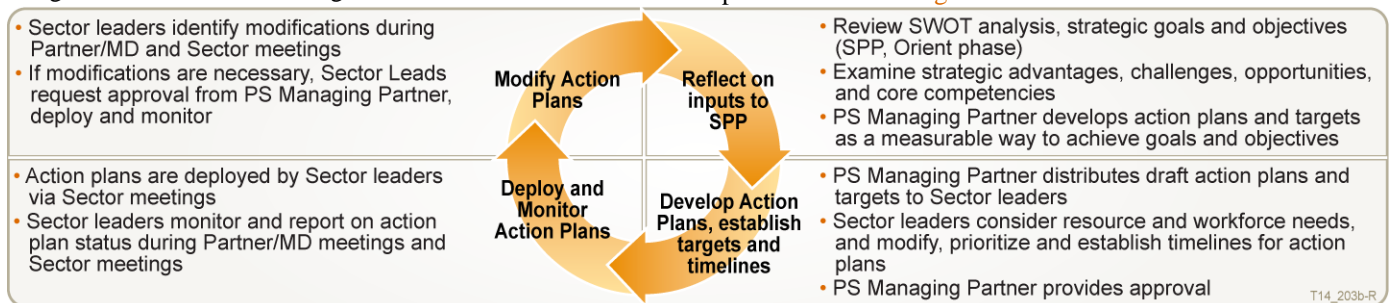 • Sector leaders identify modifications during
Partner/MD and Sector meetings
• If modifications are necessary, Sector Leads
request approval from PS Managing Partner,
deploy and monitor
Modify Action
Plans
Reflect on
inputs to
SPP
• Review SWOT analysis, strategic goals and objectives
(SPP, Orient phase)
• Examine strategic advantages, challenges, opportunities,
and core competencies
• PS Managing Partner develops action plans and targets
as a measurable way to achieve goals and objectives
• Action plans are deployed by Sector leaders
via Sector meetings
• Sector leaders monitor and report on action
plan status during Partner/MD meetings and
Sector meetings
Deploy and
Monitor
Action Plans
Develop Action
Plans, establish
targets and
timelines
• PS Managing Partner distributes draft action plans and
targets to Sector leaders
• Sector leaders consider resource and workforce needs,
and modify, prioritize and establish timelines for action
plans
• PS Managing Partner provides approval
T14_203b-R